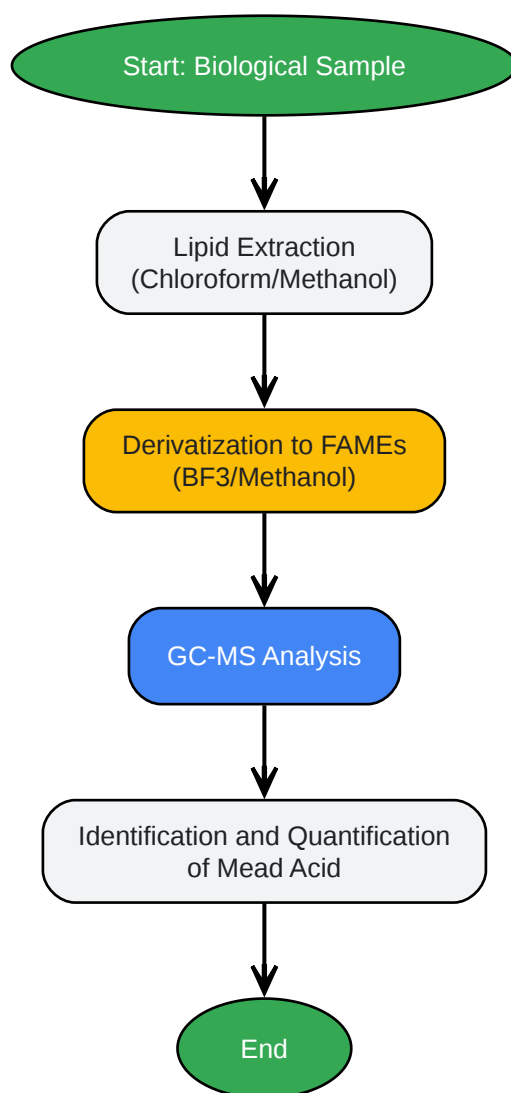 Start: Biological Sample
Lipid Extraction
(Chloroform/Methanol)
Derivatization to FAMEs
(BF3/Methanol)
GC-MS Analysis
Identification and Quantification
of Mead Acid
End